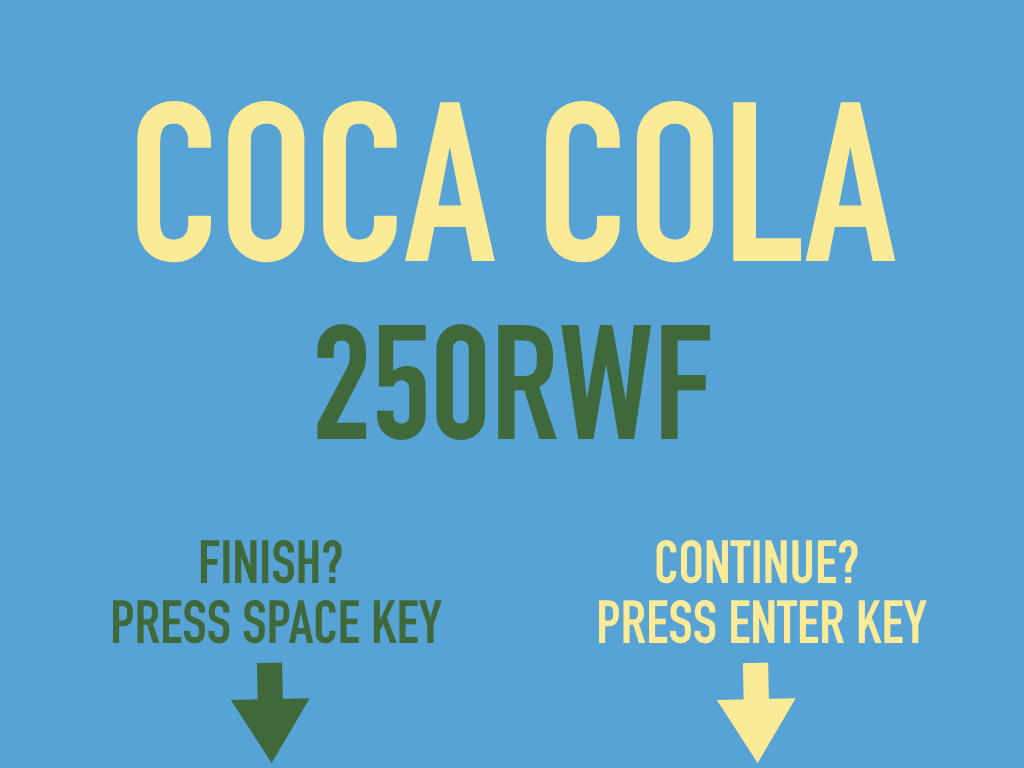 COCA COLA
250RWF
FINISH?
PRESS SPACE KEY
CONTINUE?
PRESS ENTER KEY